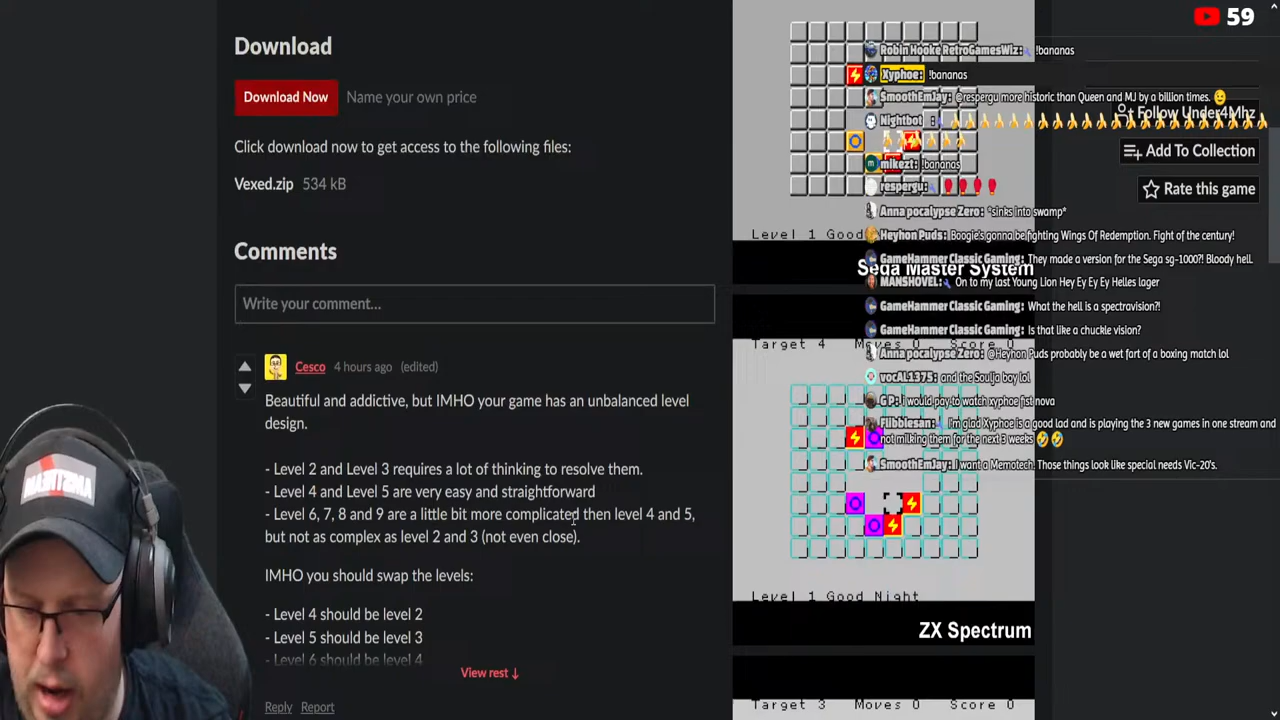 59
Download
Download Now Name your own price
Click download now to get access to the following files:
Vexed.zip 534 kB
Comments
Write your comment...
Cesco 4 hours ago (edited)
Beautiful and addictive, but IMHO your game has an unbalanced level
design.
- Level 2 and Level 3 requires a lot of thinking to resolve them.
- Level 4 and Level 5 are very easy and straightforward
- Level 6, 7, 8 and 9 are a little bit more complicated then level 4 and 5,
but not as complex as level 2 and 3 (not even close).
IMHO you should swap the levels:
- Level 4 should be level 2
- Level 5 should be level 3
- Level 6 should be level 4
View rest ↓
Reply Report
Level 1 Good
Sega Master System
Target 4 Moves 0 Score 0
Level 1 Good Night
ZX Spectrum
Target 3 Moves 0 Score 0
Follow Under4Mhz
Add To Collection
Rate this game
Robin Hooke RetroGamesWiz: !bananas
Xyphoe: !bananas
SmoothEmJay: @respergu more historic than Queen and MJ by a billion times. 😉
Nightbot : 🍌🍌🍌🍌🍌🍌🍌🍌🍌🍌🍌🍌🍌🍌🍌🍌🍌🍌🍌🍌🍌🍌
mikezt: !bananas
respergu: 🥊🥊🥊🥊
Anna pocalypse Zero: *sinks into swamp*
Heyhon Puds: Boogie's gonna be fighting Wings Of Redemption. Fight of the century!
GameHammer Classic Gaming: They made a version for the Sega sg-1000?! Bloody hell.
MANSHOVEL: On to my last Young Lion Hey Ey Ey Ey Helles lager
GameHammer Classic Gaming: What the hell is a spectravision?!
GameHammer Classic Gaming: Is that like a chuckle vision?
Anna pocalypse Zero: @Heyhon Puds probably be a wet fart of a boxing match lol
vocAL1375: and the Soulja boy lol
G P: i would pay to watch xyphoe fist nova
Flibblesan: I'm glad Xyphoe is a good lad and is playing the 3 new games in one stream and
not milking them for the next 3 weeks 🤣🤣
SmoothEmJay: I want a Memotech. Those things look like special needs Vic-20's.